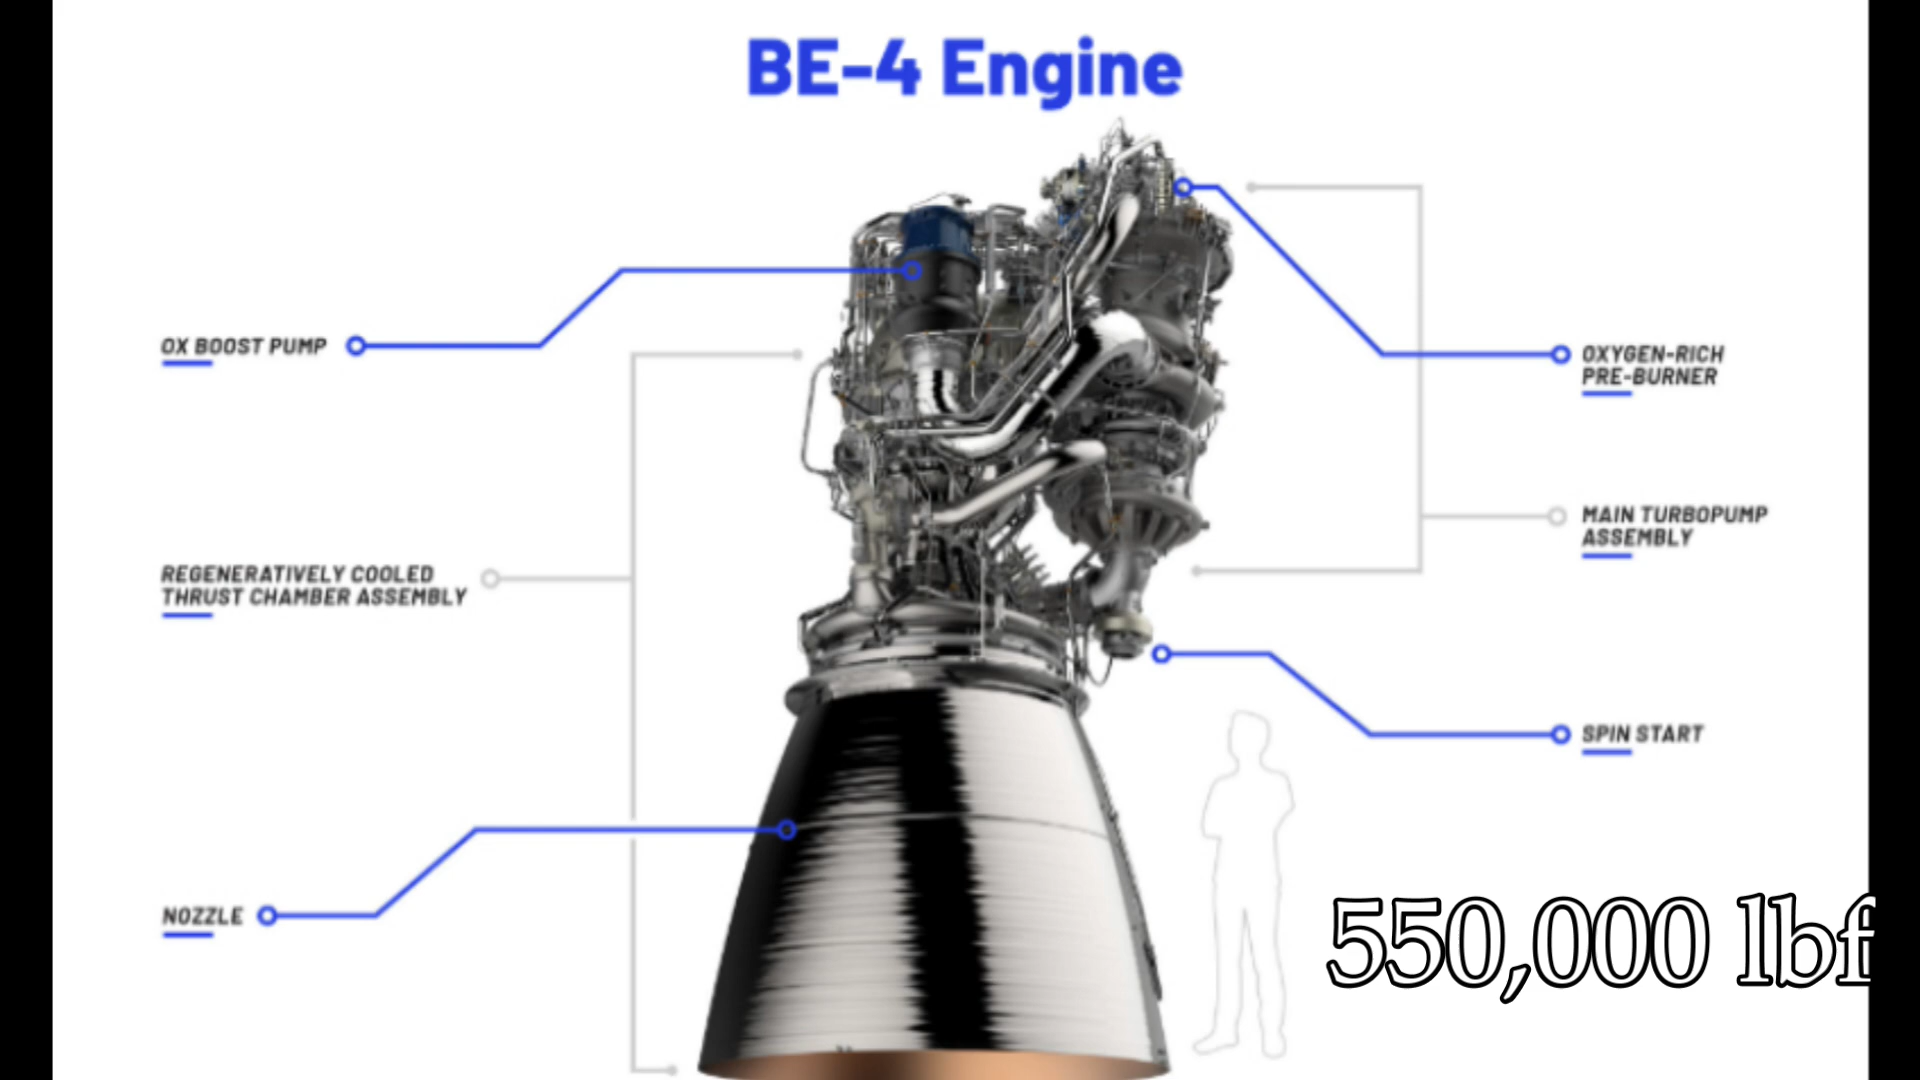 BE-4 Engine
OX BOOST PUMP
OXYGEN-RICH
PRE-BURNER
MAIN TURBOPUMP
ASSEMBLY
REGENERATIVELY COOLED
THRUST CHAMBER ASSEMBLY
SPIN START
NOZZLE
550,000 lbf